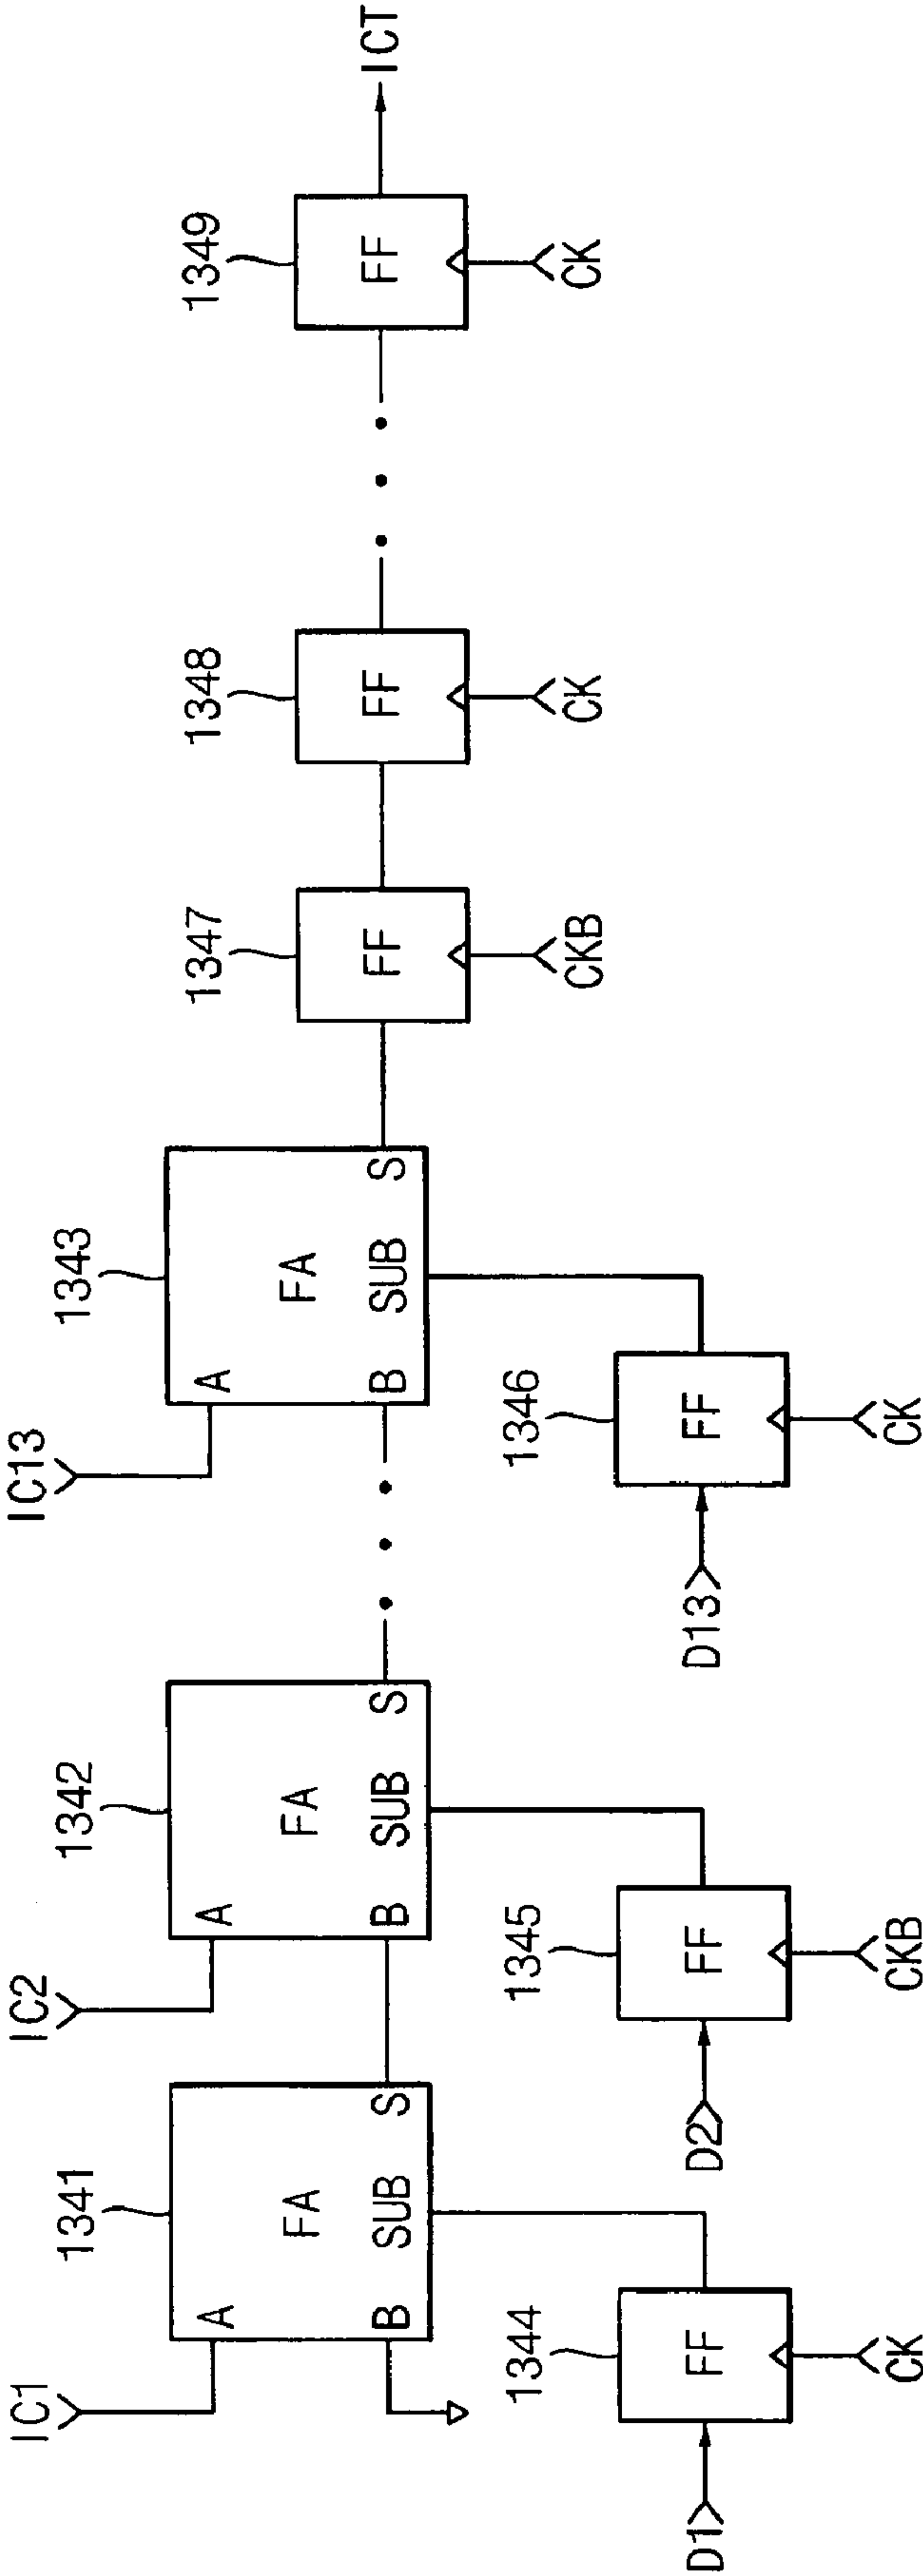 IC1
1341
A
FA
B
SUB
S
IC2
1342
A
FA
B
SUB
S
IC13
1343
A
FA
B
SUB
S
1347
FF
CKB
1348
FF
CK
1349
FF
CK
ICT
D1
1344
FF
CK
D2
1345
FF
CKB
D13
1346
FF
CK